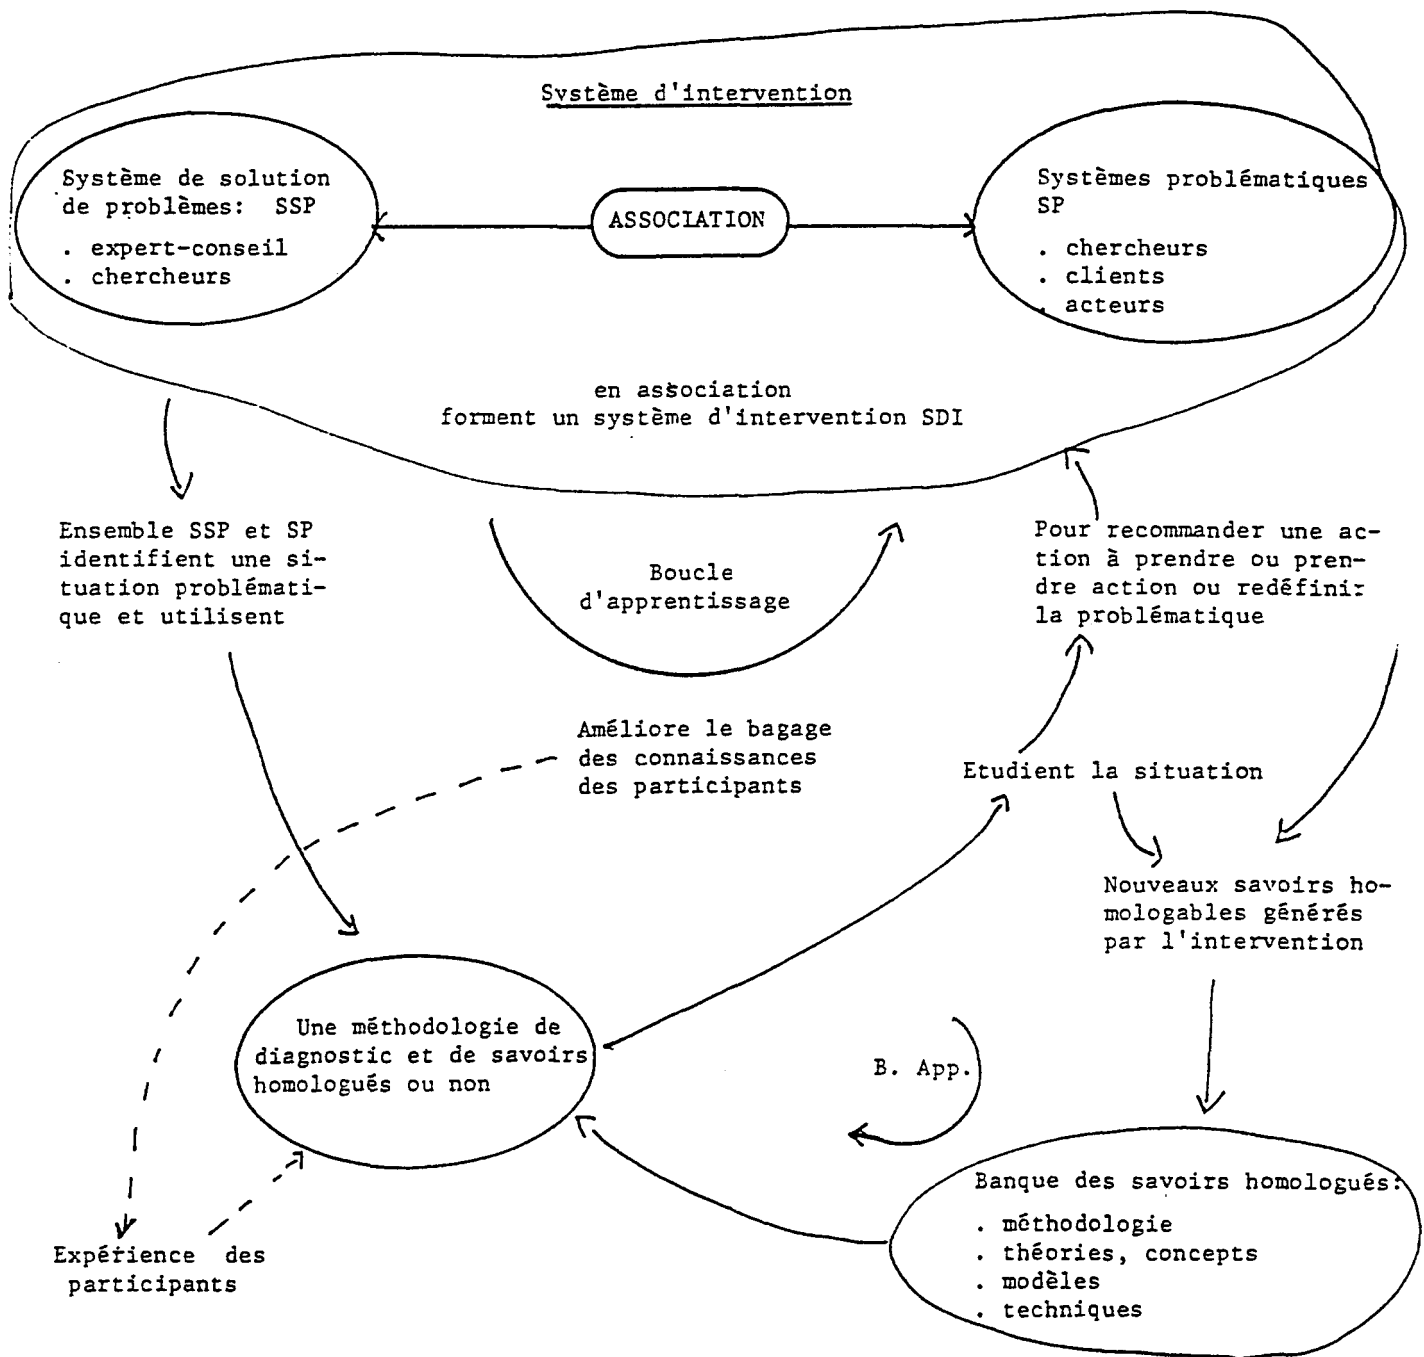 Système d'intervention
Système de solution
de problèmes: SSP
. expert-conseil
. chercheurs
ASSOCIATION
Systèmes problématiques
SP
. chercheurs
. clients
. acteurs
en association
forment un système d'intervention SDI
Ensemble SSP et SP
identifient une si-
tuation problémati-
que et utilisent
Boucle
d'apprentissage
Pour recommander une ac-
tion à prendre ou pren-
dre action ou redéfinir
la problématique
Améliore le bagage
des connaissances
des participants
Etudient la situation
Nouveaux savoirs ho-
mologables générés
par l'intervention
Une méthodologie de
diagnostic et de savoirs
homologués ou non
B. App.
Banque des savoirs homologués:
. méthodologie
. théories, concepts
. modèles
. techniques
Expérience des
participants